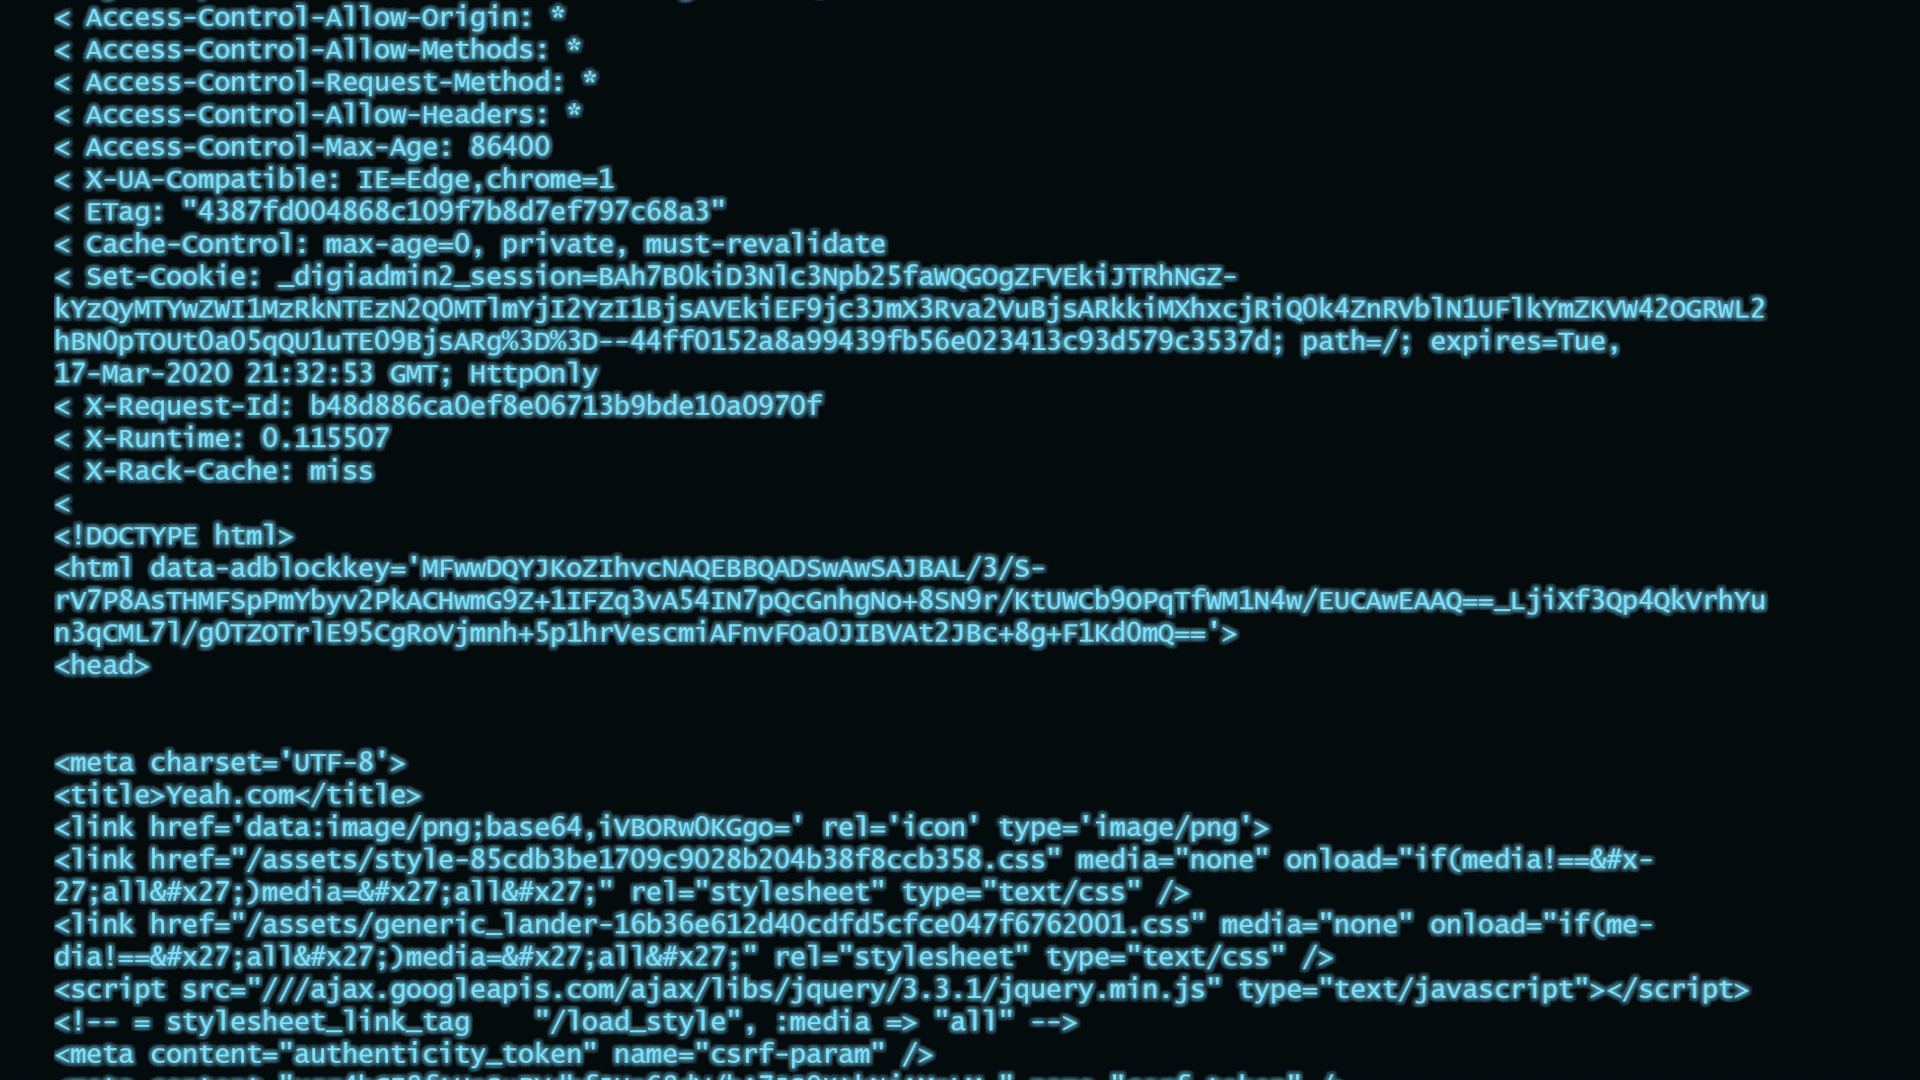 < Access-Control-Allow-Origin: *
< Access-Control-Allow-Methods: *
< Access-Control-Request-Method: *
< Access-Control-Allow-Headers: *
< Access-Control-Max-Age: 86400
< X-UA-Compatible: IE=Edge,chrome=1
< ETag: "4387fd004868c109f7b8d7ef797c68a3"
< Cache-Control: max-age=0, private, must-revalidate
< Set-Cookie: _digiadmin2_session=BAh7B0kiD3Nlc3Npb25faWQGOgZFVEkiJTRhNGZ-
kYzQyMTYwZWI1MzRkNTEzN2Q0MTlmYjI2YzI1BjsAVEkiEF9jc3JmX3Rva2VuBjsARkkiMXhxcjRiQ0k4ZnRVblN1UFlkYmZKVW42OGRWL2
hBN0pTOUt0a05qQU1uTE09BjsARg%3D%3D--44ff0152a8a99439fb56e023413c93d579c3537d; path=/; expires=Tue,
17-Mar-2020 21:32:53 GMT; HttpOnly
< X-Request-Id: b48d886ca0ef8e06713b9bde10a0970f
< X-Runtime: 0.115507
< X-Rack-Cache: miss
<
<!DOCTYPE html>
<html data-adblockkey='MFwwDQYJKoZIhvcNAQEBBQADSwAwSAJBAL/3/S-
rV7P8AsTHMFSpPmYbyv2PkACHwmG9Z+1IFZq3vA54IN7pQcGnhgNo+8SN9r/KtUWCb9OPqTfWM1N4w/EUCAwEAAQ==_LjiXf3Qp4QkVrhYu
n3qCML7l/g0TZOTrlE95CgRoVjmnh+5p1hrVescmiAFnvFOa0JIBVAt2JBc+8g+F1Kd0mQ=='>
<head>
<meta charset='UTF-8'>
<title>Yeah.com</title>
<link href='data:image/png;base64,iVBORw0KGgo=' rel='icon' type='image/png'>
<link href="/assets/style-85cdb3be1709c9028b204b38f8ccb358.css" media="none" onload="if(media!==&#x-
27;all&#x27;)media=&#x27;all&#x27;" rel="stylesheet" type="text/css" />
<link href="/assets/generic_lander-16b36e612d40cdfd5cfce047f6762001.css" media="none" onload="if(me-
dia!==&#x27;all&#x27;)media=&#x27;all&#x27;" rel="stylesheet" type="text/css" />
<script src="///ajax.googleapis.com/ajax/libs/jquery/3.3.1/jquery.min.js" type="text/javascript"></script>
<!-- = stylesheet_link_tag    "/load_style", :media => "all" -->
<meta content="authenticity_token" name="csrf-param" />